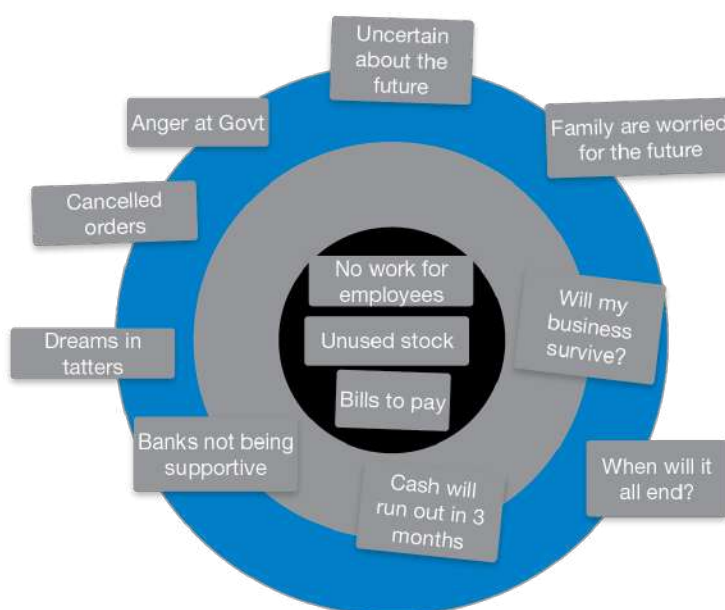 Uncertain
about the
future
Anger at Govt
Family are worried
for the future
Cancelled
orders
No work for
employees
Will my
business
survive?
Unused stock
Dreams in
tatters
Bills to pay
Banks not being
supportive
When will it
all end?
Cash will
run out in 3
months